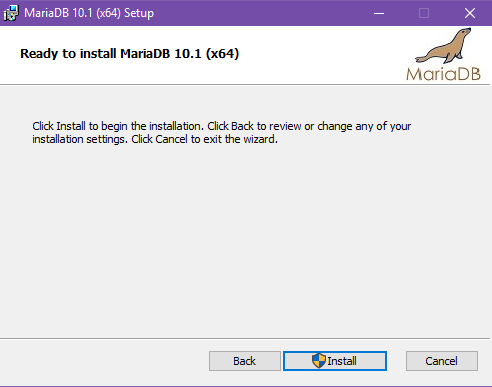 MariaDB 10.1 (x64) Setup
Ready to install MariaDB 10.1 (x64)
MariaDB
Click Install to begin the installation. Click Back to review or change any of your
installation settings. Click Cancel to exit the wizard.
Back
Install
Cancel